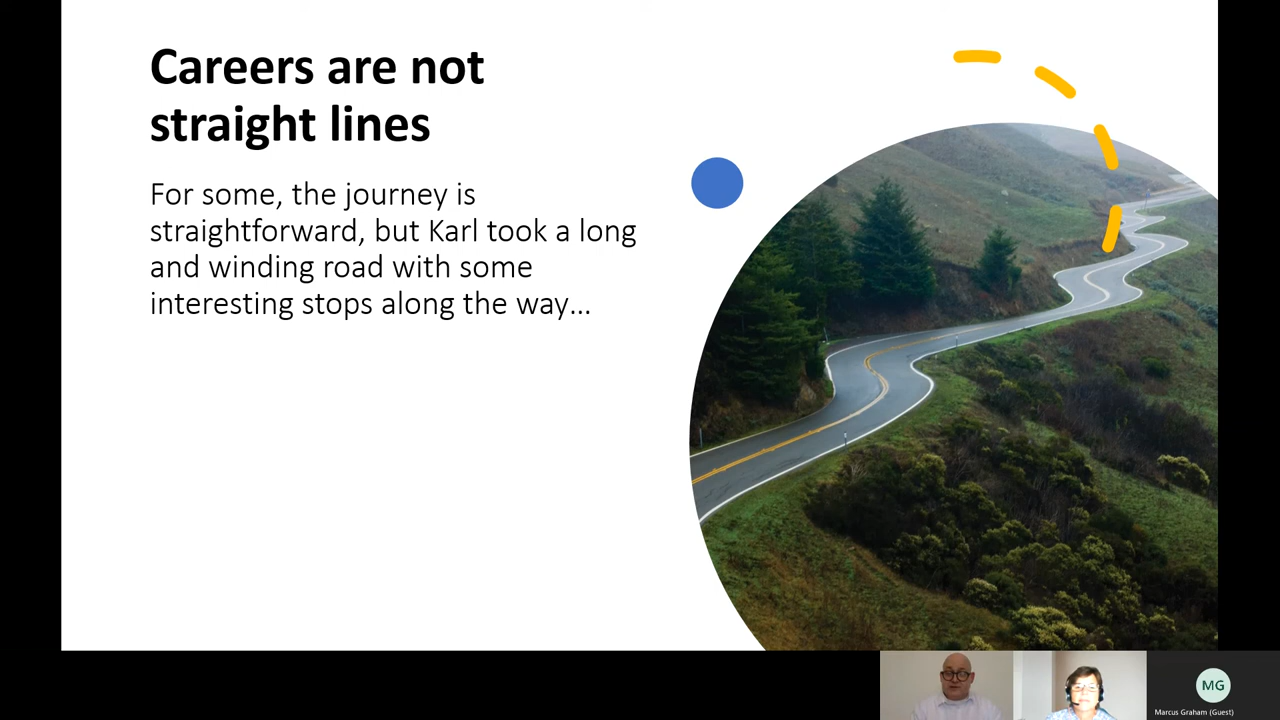 Careers are not
straight lines
For some, the journey is
straightforward, but Karl took a long
and winding road with some
interesting stops along the way...
MG
Marcus Graham (Guest)